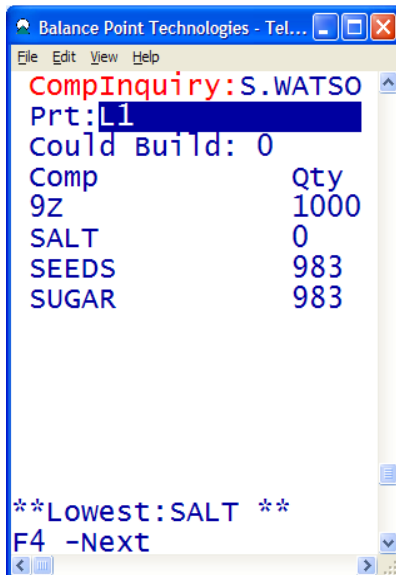 Balance Point Technologies - Tel...
File Edit View Help
CompInquiry:S.WATSO
Prt:L1
Could Build: 0
Comp Qty
9Z 1000
SALT 0
SEEDS 983
SUGAR 983
**Lowest:SALT **
F4 -Next